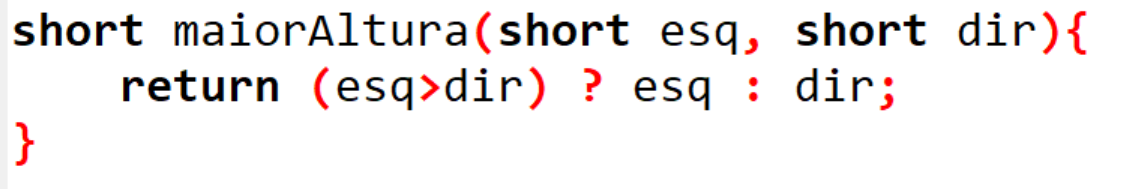 short maiorAltura(short esq, short dir){
    return (esq>dir) ? esq : dir;
}